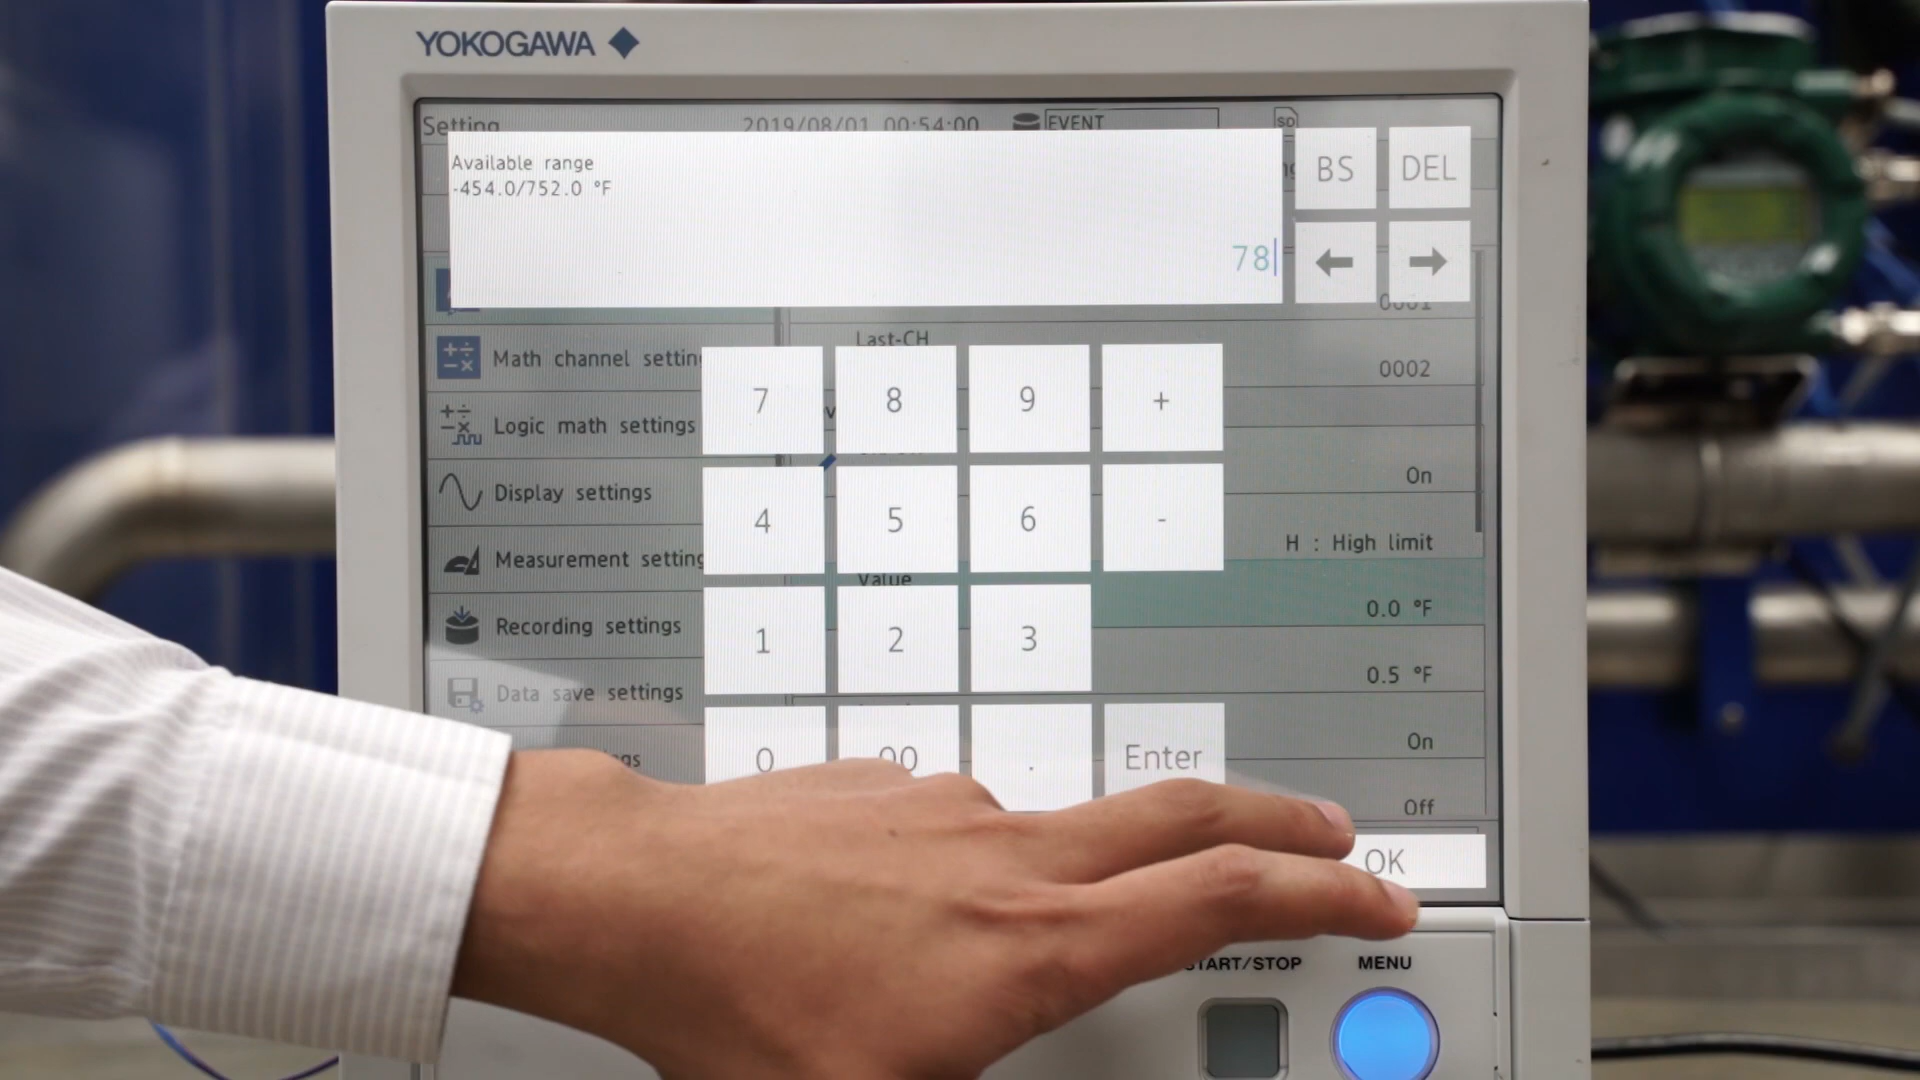 YOKOGAWA
Setting 2019/08/01 00:54:00 EVENT SD
Available range
-454.0/752.0 °F
78
BS DEL
0001
Last-CH
Math channel settin 0002
7 8 9 +
Logic math settings
On
Display settings
4 5 6 -
H : High limit
Measurement setting
Value
0.0 °F
Recording settings
1 2 3
0.5 °F
Data save settings
On
0 00 . Enter
Off
OK
START/STOP MENU